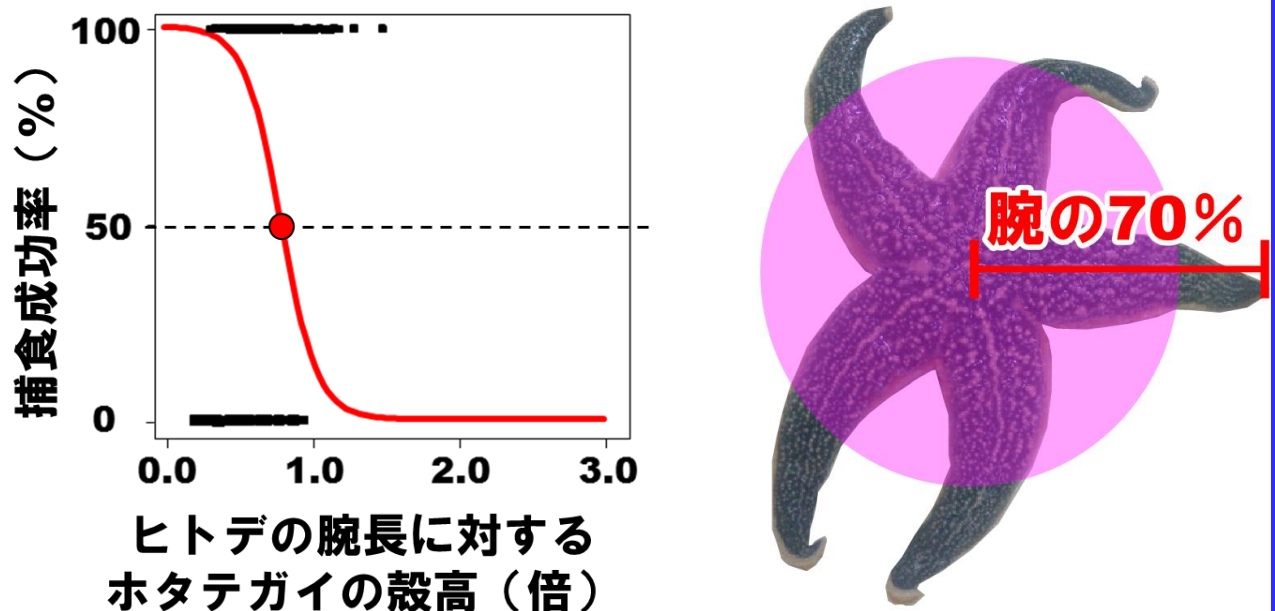 捕食成功率（%）
100
50
0
0.0 1.0 2.0 3.0
ヒトデの腕長に対する
ホタテガイの殻高（倍）
腕の70%